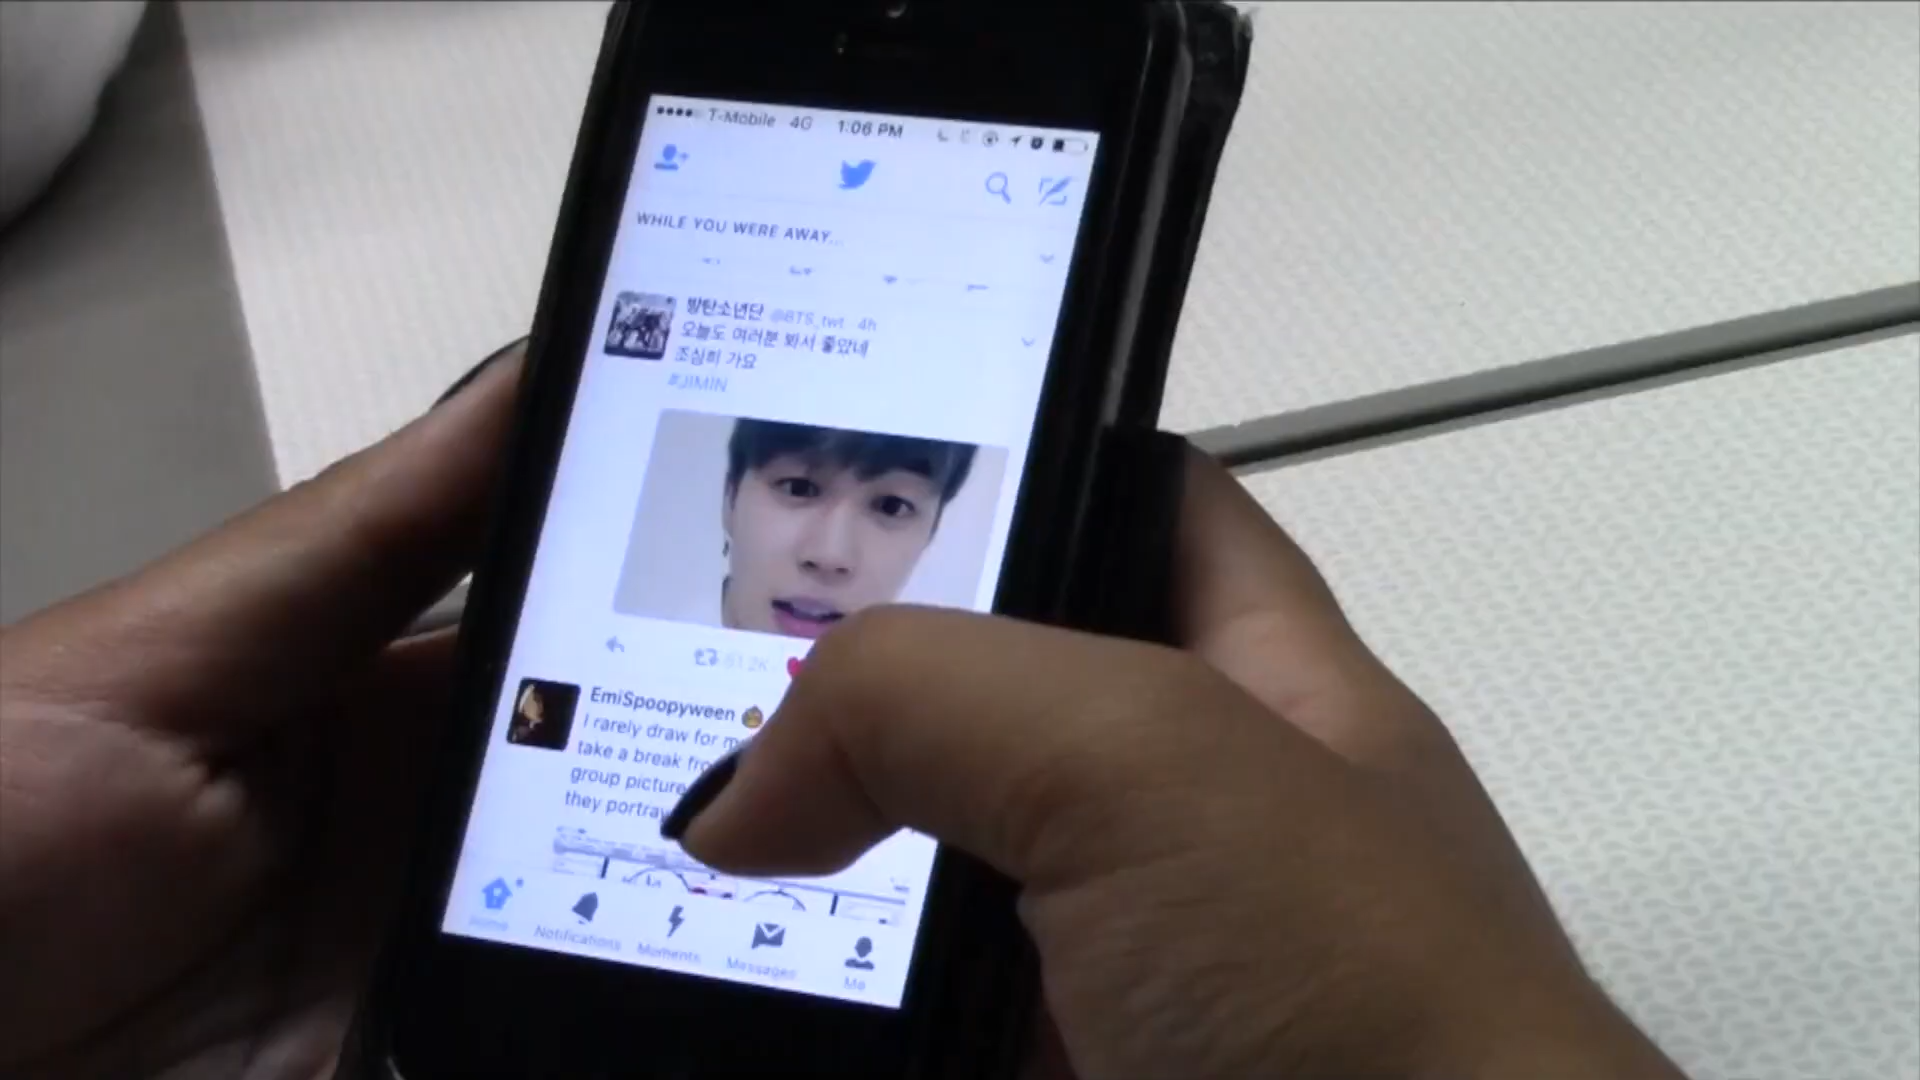 T-Mobile 4G 1:06 PM
WHILE YOU WERE AWAY...
방탄소년단 @BTS_twt · 4h
오늘도 여러분 봐서 좋았네
조심히 가요
#JIMIN
51.2K
EmiSpoopyween
I rarely draw for
take a break
group picture
they portray
Home Notifications Moments Messages Me